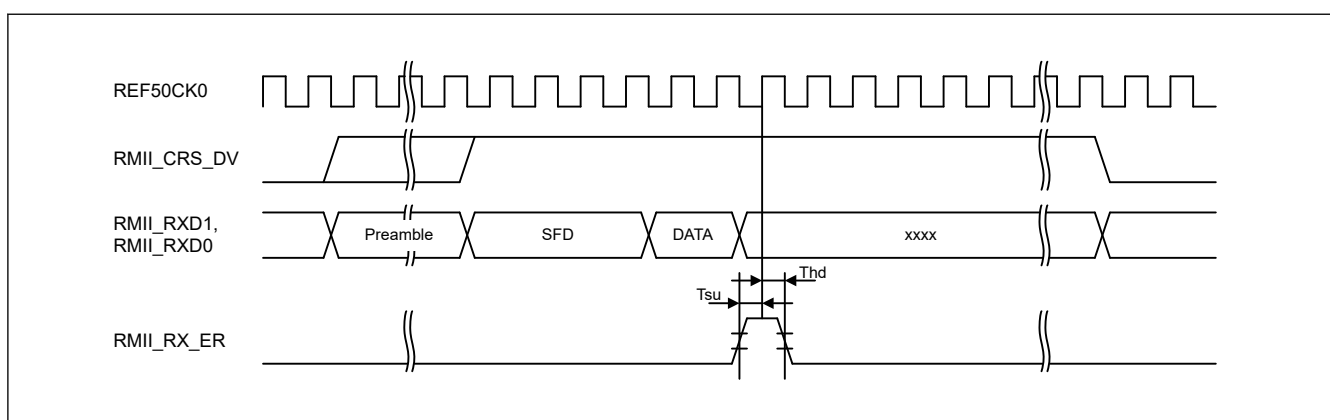 REF50CK0
RMII_CRS_DV
RMII_RXD1,
RMII_RXD0
Preamble
SFD
DATA
xxxx
Thd
Tsu
RMII_RX_ER